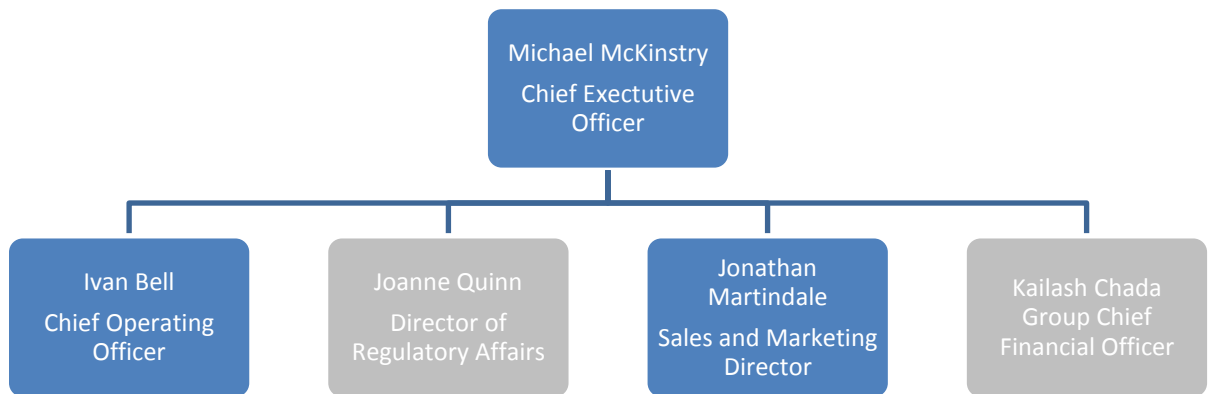 Michael McKinstry
Chief Exectutive
Officer
Ivan Bell
Chief Operating
Officer
Joanne Quinn
Director of
Regulatory Affairs
Jonathan
Martindale
Sales and Marketing
Director
Kailash Chada
Group Chief
Financial Officer